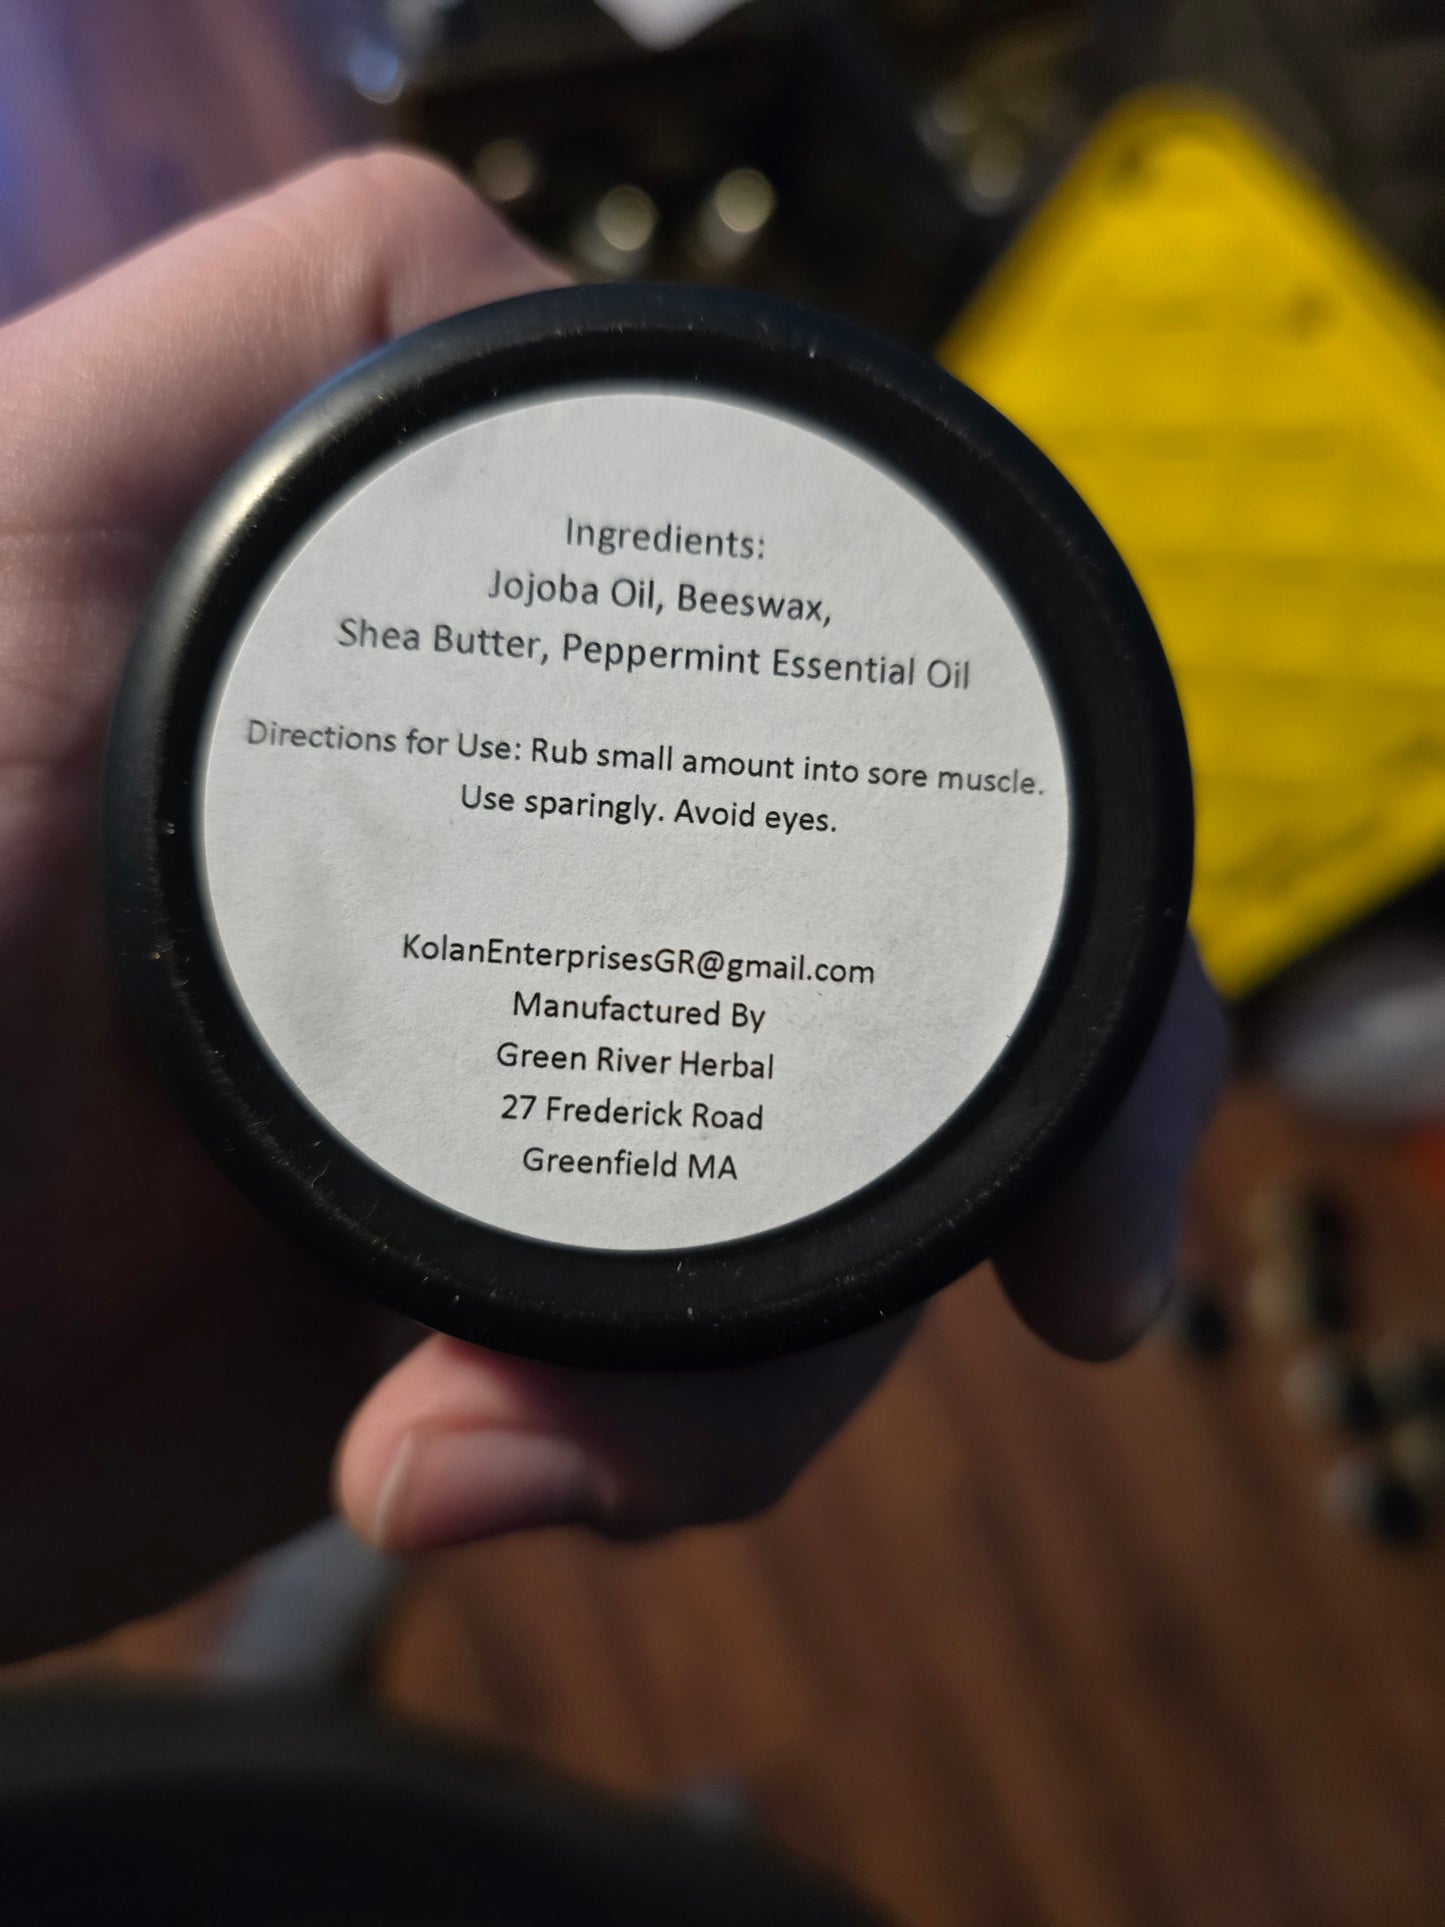 Ingredients:
Jojoba Oil, Beeswax,
Shea Butter, Peppermint Essential Oil
Directions for Use: Rub small amount into sore muscle.
Use sparingly. Avoid eyes.
KolanEnterprisesGR@gmail.com
Manufactured By
Green River Herbal
27 Frederick Road
Greenfield MA